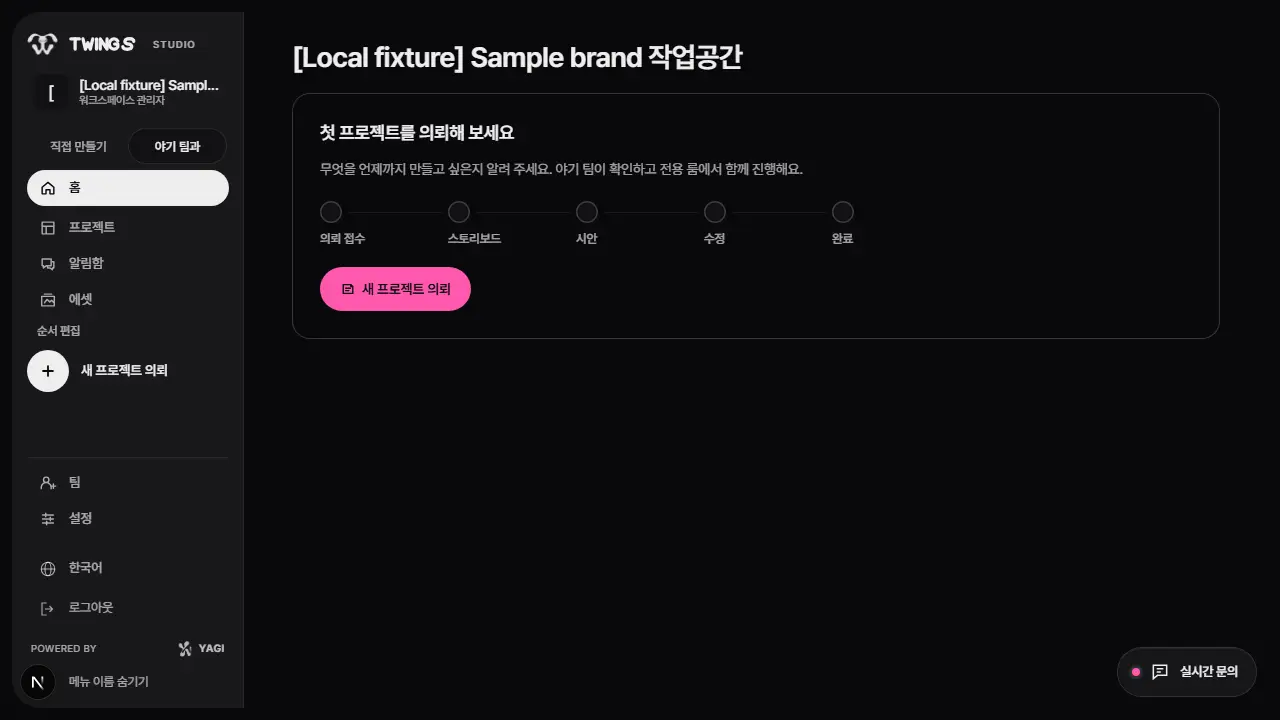 TWINGS STUDIO
[
[Local fixture] Sampl...
워크스페이스 관리자
직접 만들기
야기 팀과
홈
프로젝트
알림함
에셋
순서 편집
새 프로젝트 의뢰
팀
설정
한국어
로그아웃
POWERED BY
YAGI
N
메뉴 이름 숨기기
[Local fixture] Sample brand 작업공간
첫 프로젝트를 의뢰해 보세요
무엇을 언제까지 만들고 싶은지 알려 주세요. 야기 팀이 확인하고 전용 룸에서 함께 진행해요.
의뢰 접수
스토리보드
시안
수정
완료
새 프로젝트 의뢰
실시간 문의